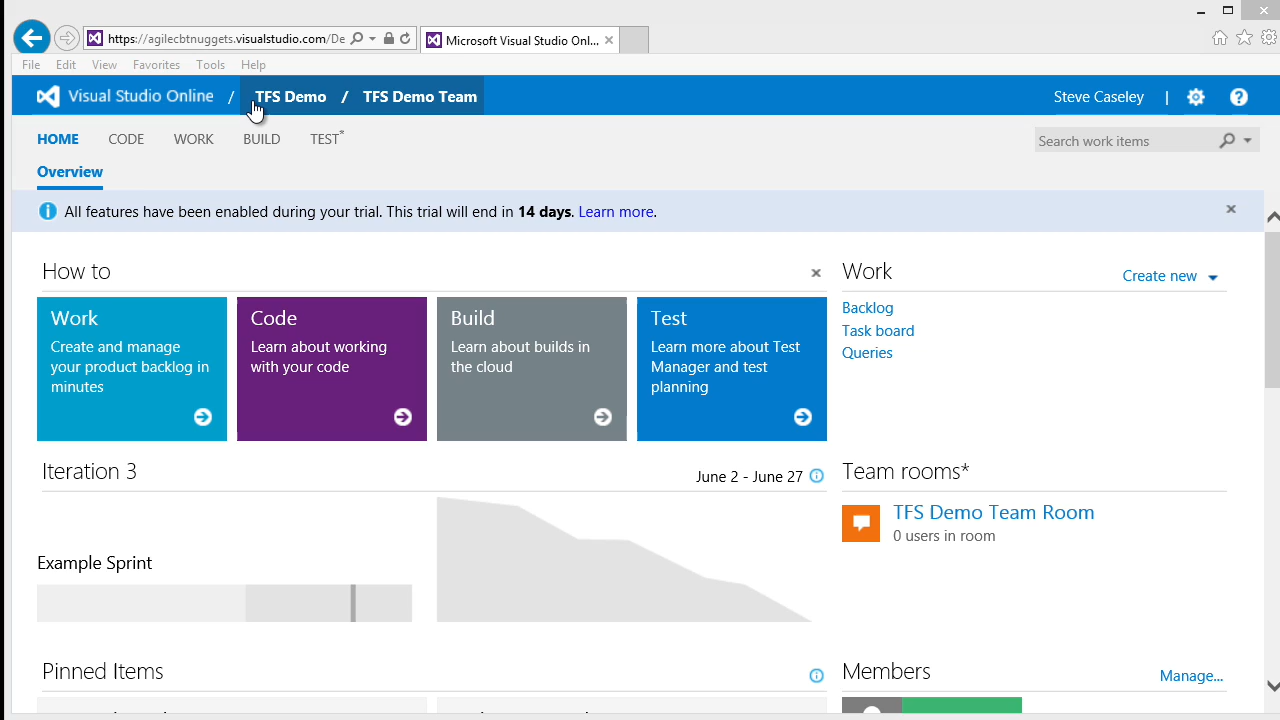 https://agilecbtnuggets.visualstudio.com/De
Microsoft Visual Studio Onl...
File Edit View Favorites Tools Help
Visual Studio Online / TFS Demo / TFS Demo Team
Steve Caseley |
HOME CODE WORK BUILD TEST*
Search work items
Overview
All features have been enabled during your trial. This trial will end in 14 days. Learn more.
How to
Work
Create and manage
your product backlog in
minutes
Code
Learn about working
with your code
Build
Learn about builds in
the cloud
Test
Learn more about Test
Manager and test
planning
Work
Create new
Backlog
Task board
Queries
Iteration 3
June 2 - June 27
Example Sprint
Team rooms*
TFS Demo Team Room
0 users in room
Pinned Items
Members
Manage...